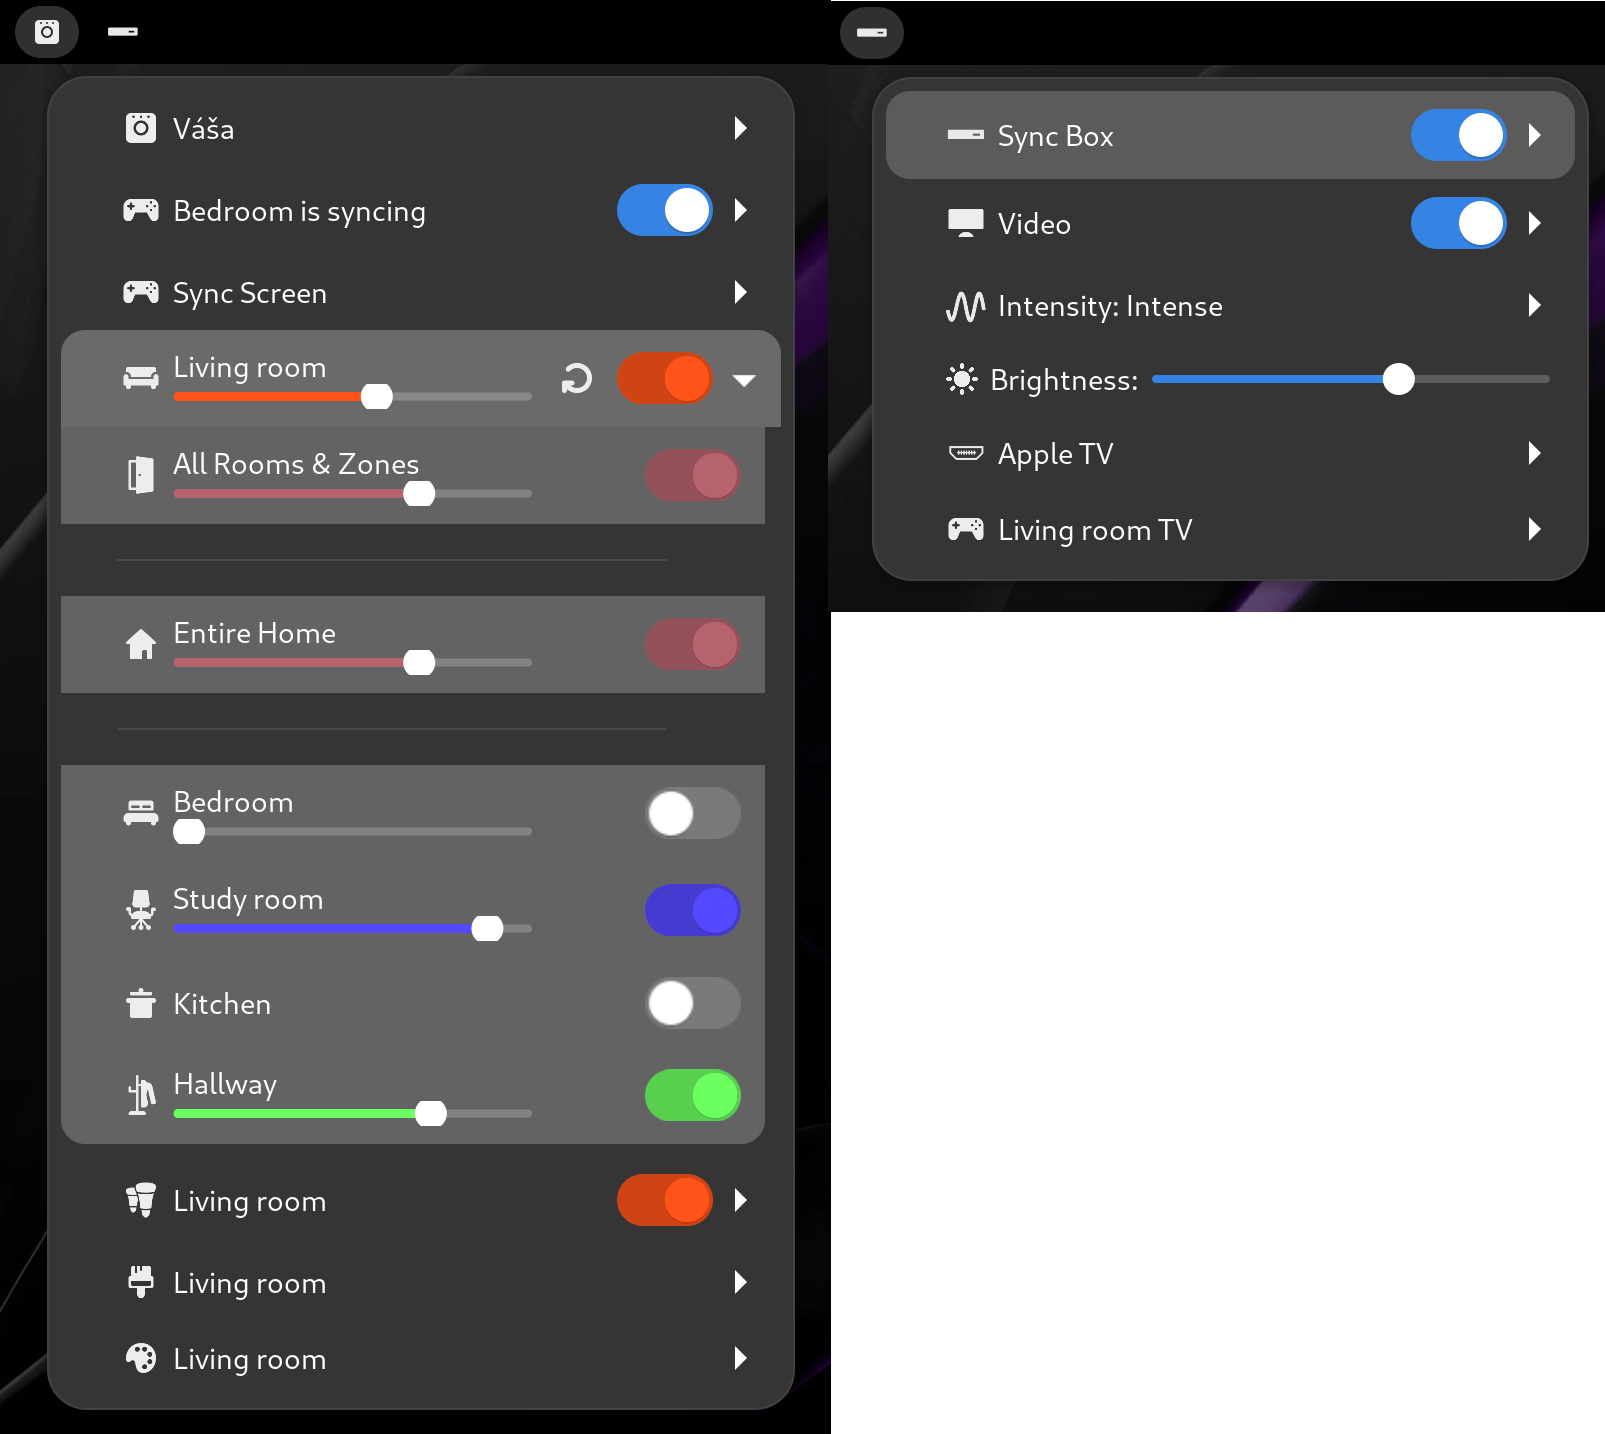 Váša
Bedroom is syncing
Sync Screen
Living room
All Rooms & Zones
Entire Home
Bedroom
Study room
Kitchen
Hallway
Living room
Living room
Living room
Sync Box
Video
Intensity: Intense
Brightness:
Apple TV
Living room TV